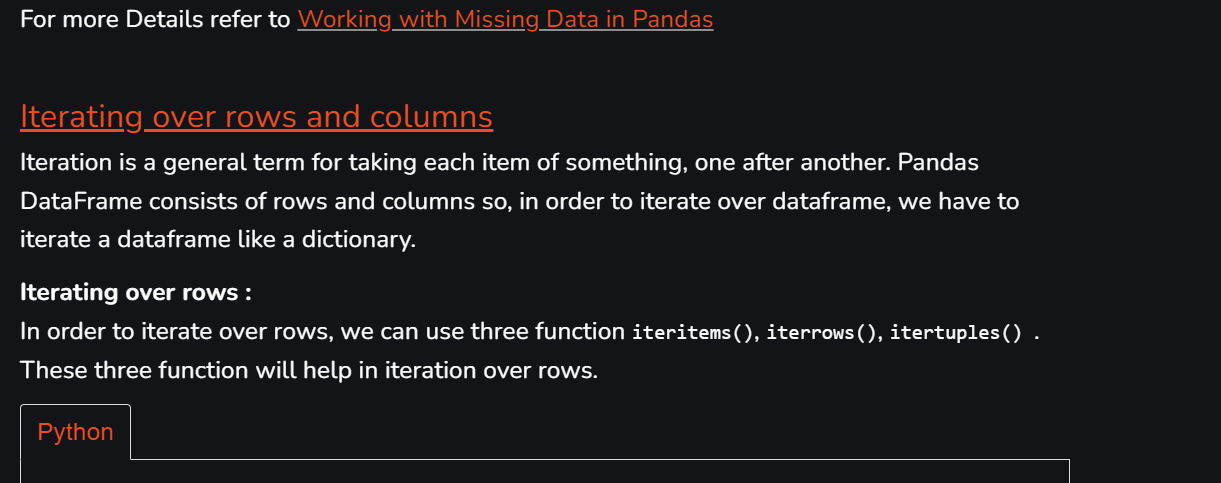 For more Details refer to Working with Missing Data in Pandas
Iterating over rows and columns
Iteration is a general term for taking each item of something, one after another. Pandas
DataFrame consists of rows and columns so, in order to iterate over dataframe, we have to
iterate a dataframe like a dictionary.
Iterating over rows :
In order to iterate over rows, we can use three function iteritems(), iterrows(), itertuples() .
These three function will help in iteration over rows.
Python